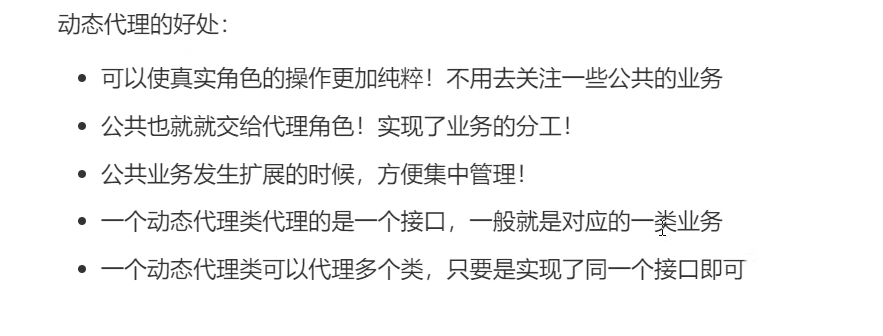 动态代理的好处：
可以使真实角色的操作更加纯粹！不用去关注一些公共的业务
公共也就就交给代理角色！实现了业务的分工！
公共业务发生扩展的时候，方便集中管理！
一个动态代理类代理的是一个接口，一般就是对应的一类业务
一个动态代理类可以代理多个类，只要是实现了同一个接口即可